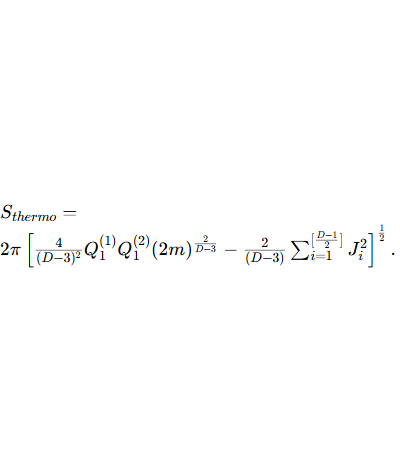 S_{thermo} =
2\pi \left[ \frac{4}{(D-3)^2} Q_1^{(1)} Q_1^{(2)} (2m)^{\frac{2}{D-3}} - \frac{2}{(D-3)} \sum_{i=1}^{[\frac{D-1}{2}]} J_i^2 \right]^{\frac{1}{2}} .